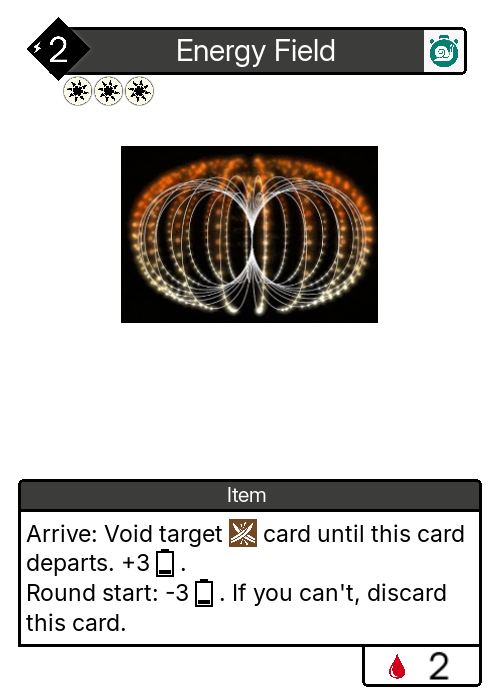 2
Energy Field
Item
Arrive: Void target card until this card
departs. +3 .
Round start: -3 . If you can't, discard
this card.
2